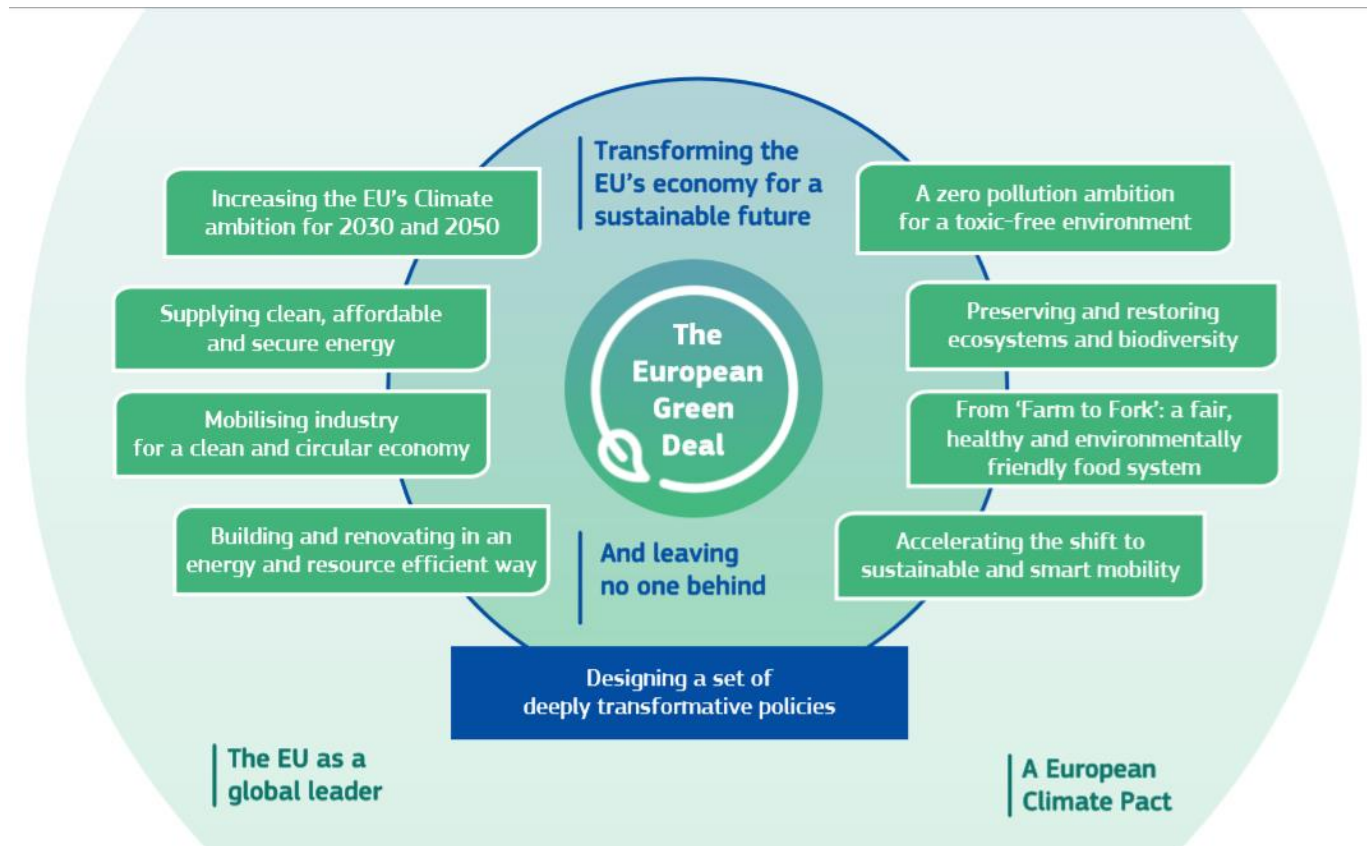 Transforming the
EU's economy for a
sustainable future
Increasing the EU's Climate
ambition for 2030 and 2050
Supplying clean, affordable
and secure energy
Mobilising industry
for a clean and circular economy
Building and renovating in an
energy and resource efficient way
The
European
Green
Deal
And leaving
no one behind
A zero pollution ambition
for a toxic-free environment
Preserving and restoring
ecosystems and biodiversity
From ‘Farm to Fork’: a fair,
healthy and environmentally
friendly food system
Accelerating the shift to
sustainable and smart mobility
Designing a set of
deeply transformative policies
The EU as a
global leader
A European
Climate Pact